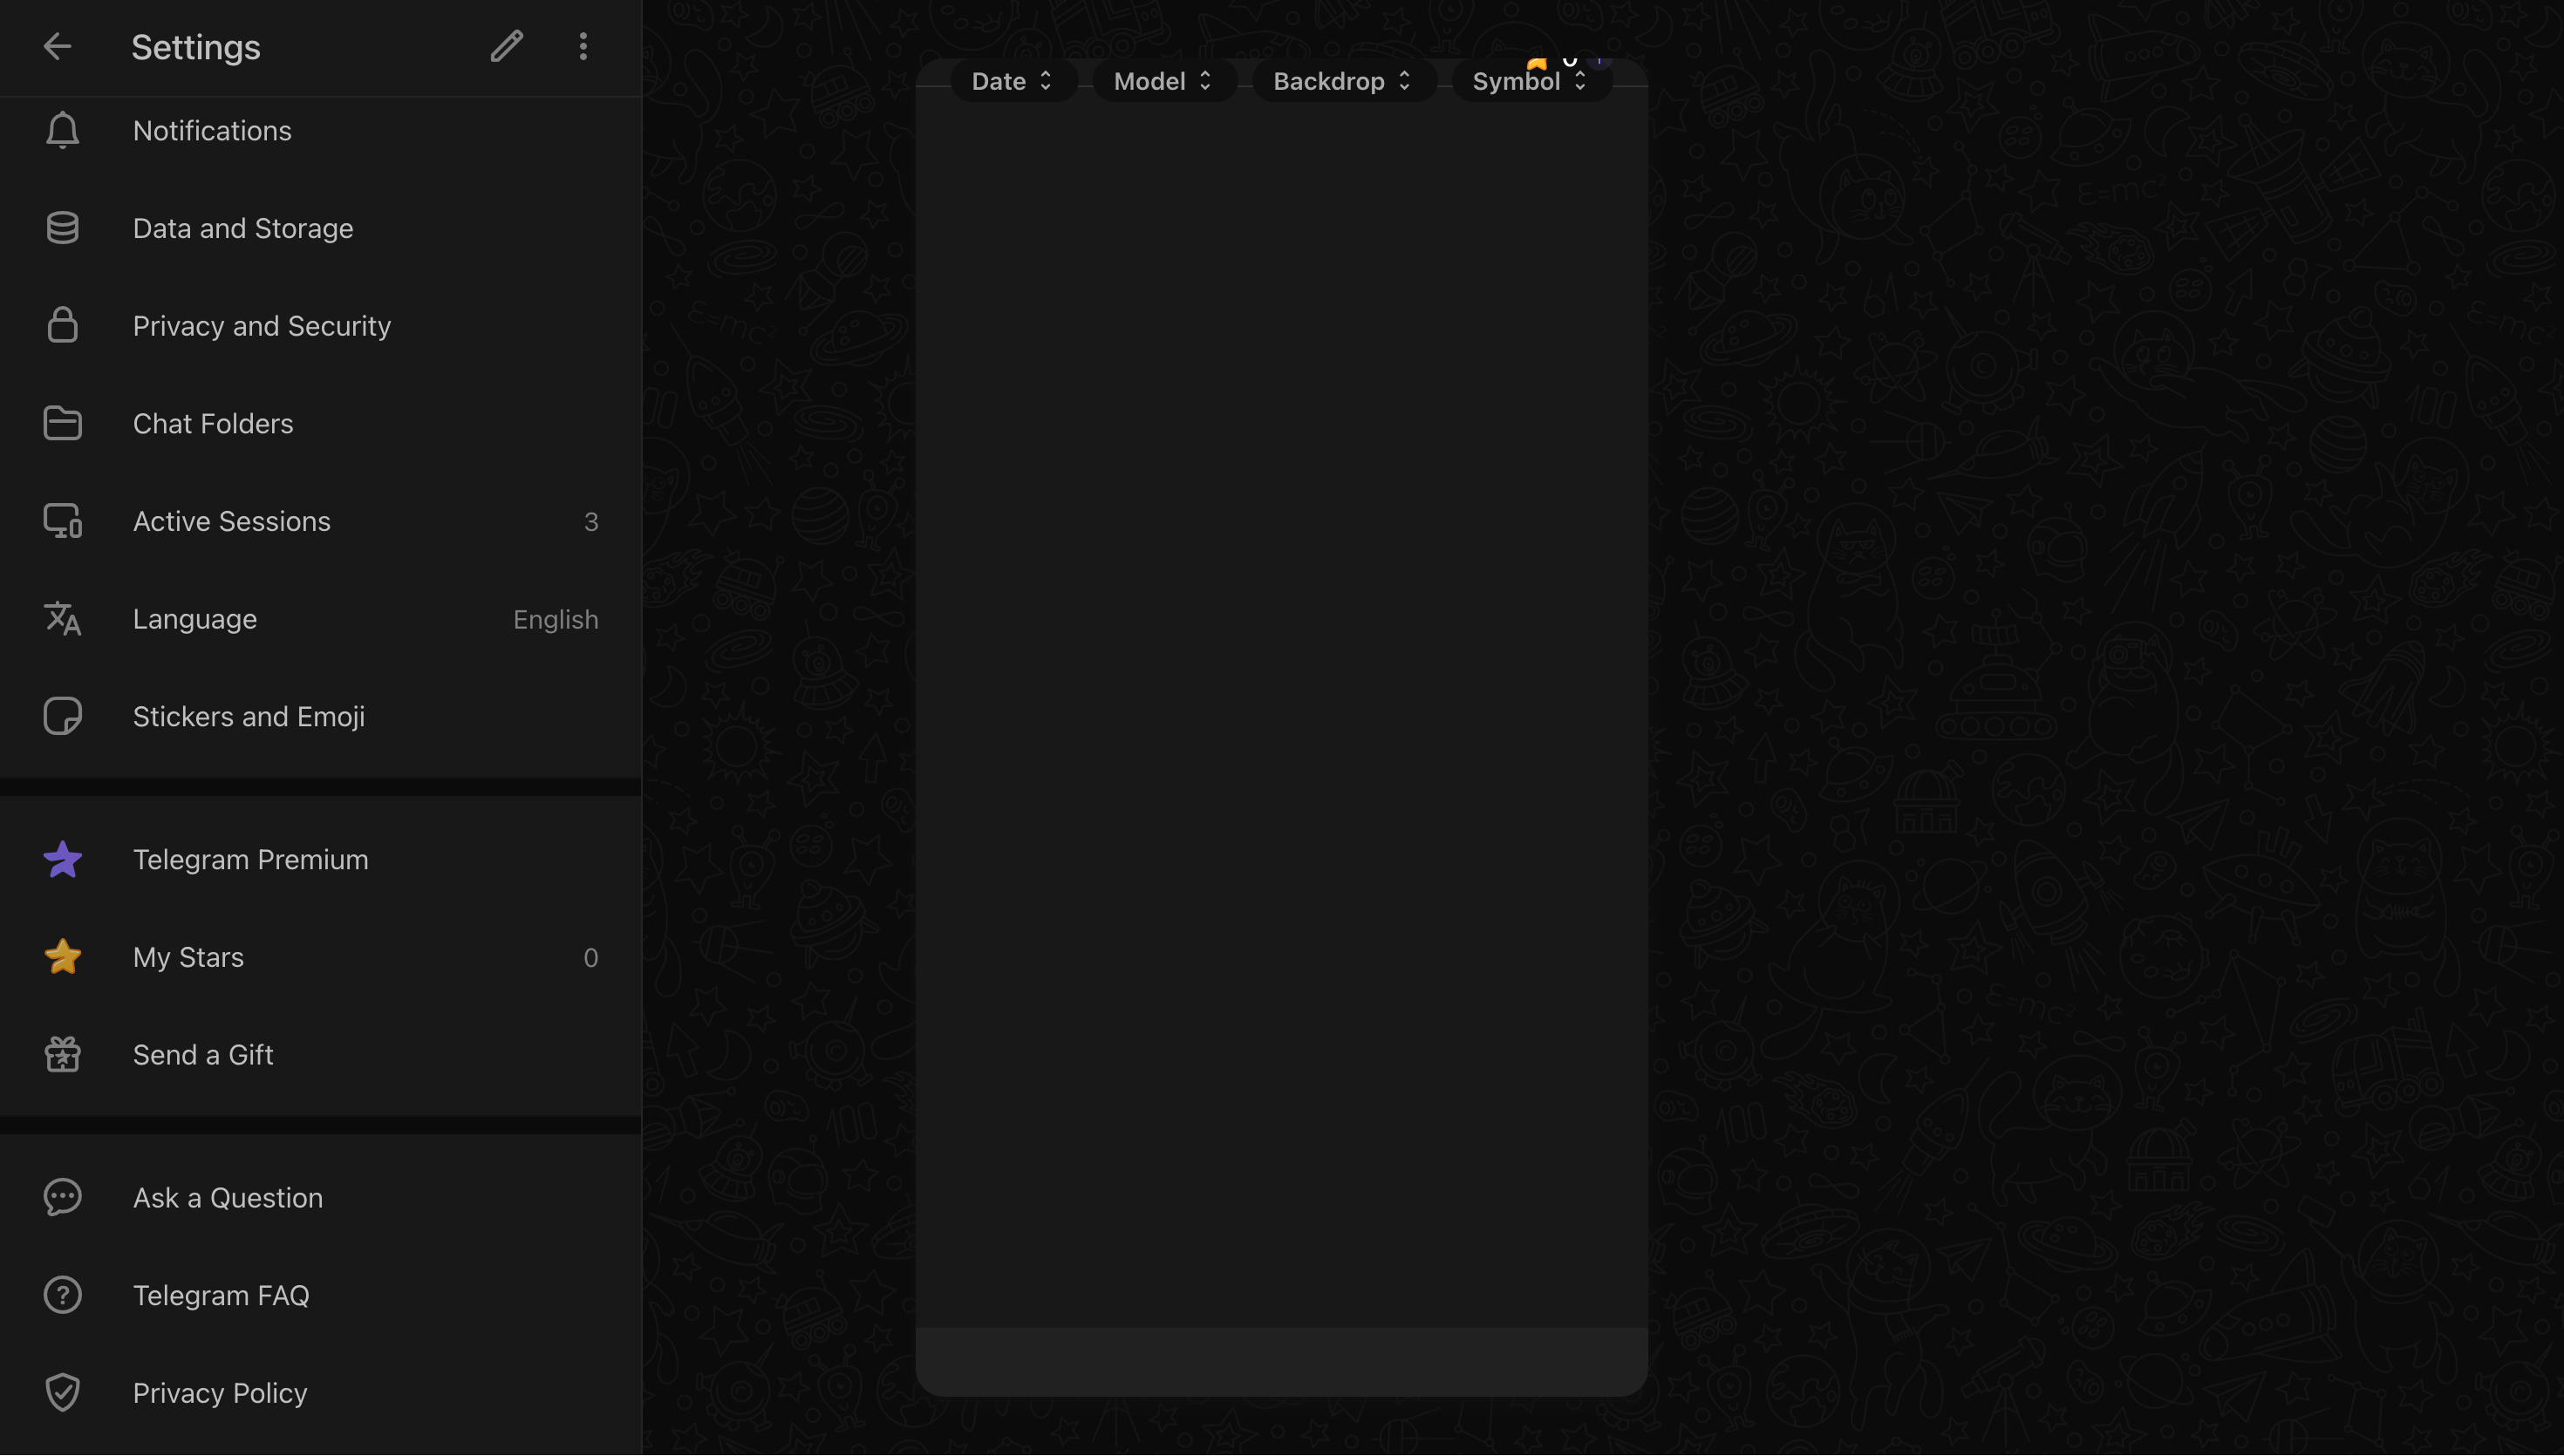 Settings
Notifications
Data and Storage
Privacy and Security
Chat Folders
Active Sessions 3
Language English
Stickers and Emoji
Telegram Premium
My Stars 0
Send a Gift
Ask a Question
Telegram FAQ
Privacy Policy
Date Model Backdrop Symbol